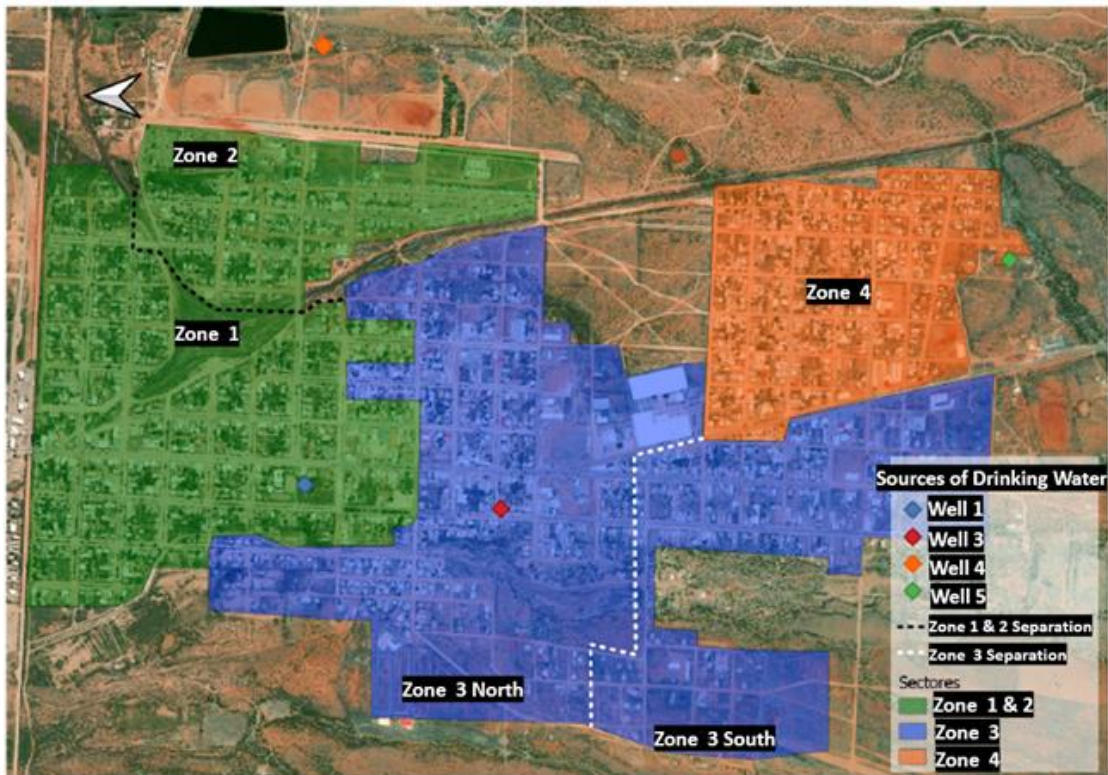 Zone 2
Zone 1
Zone 4
Sources of Drinking Water
Well 1
Well 3
Well 4
Well 5
Zone 1 & 2 Separation
Zone 3 Separation
Sectores
Zone 1 & 2
Zone 3
Zone 4
Zone 3 North
Zone 3 South